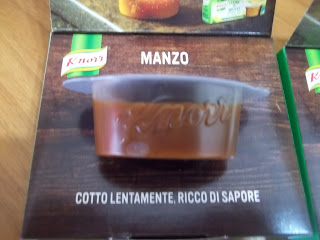 Knorr
MANZO
Knorr
COTTO LENTAMENTE, RICCO DI SAPORE